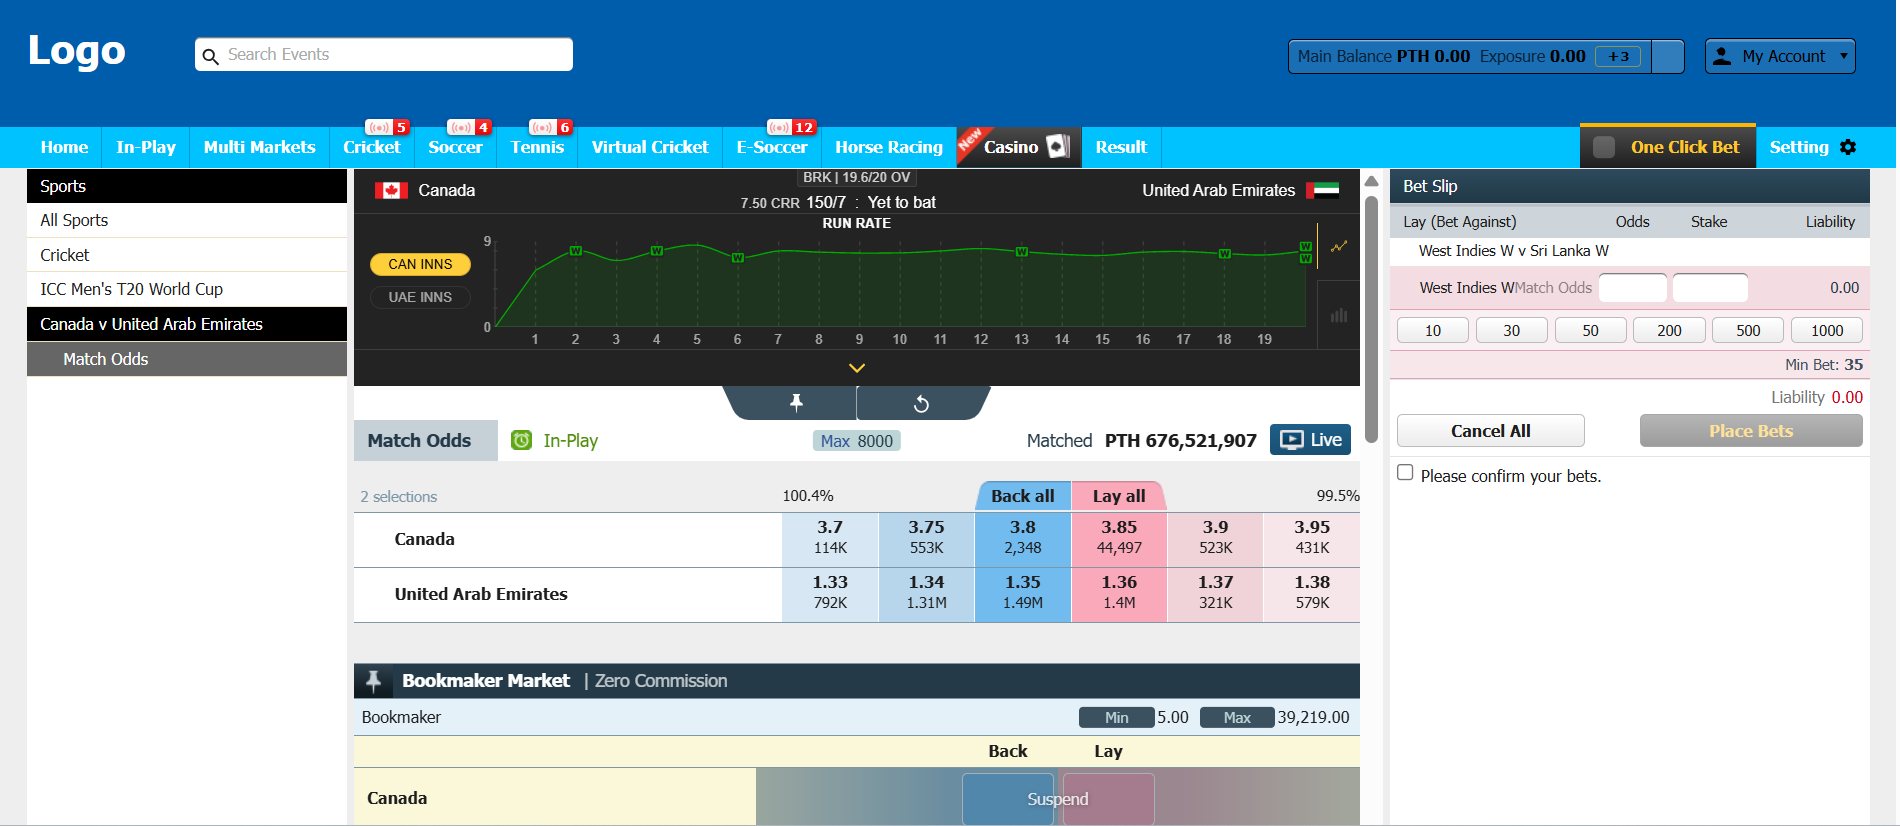 Logo
Search Events
Main Balance PTH 0.00 Exposure 0.00 +3
My Account
5
4
6
12
Home In-Play Multi Markets Cricket Soccer Tennis Virtual Cricket E-Soccer Horse Racing New Casino Result
One Click Bet Setting
Sports
All Sports
Cricket
ICC Men's T20 World Cup
Canada v United Arab Emirates
Match Odds
BRK | 19.6/20 OV
Canada
United Arab Emirates
7.50 CRR 150/7 : Yet to bat
RUN RATE
9
CAN INNS
UAE INNS
0
W W W W W W W
1 2 3 4 5 6 7 8 9 10 11 12 13 14 15 16 17 18 19
Match Odds In-Play Max 8000 Matched PTH 676,521,907 Live
2 selections 100.4% Back all Lay all 99.5%
3.7 3.75 3.8 3.85 3.9 3.95
Canada
114K 553K 2,348 44,497 523K 431K
1.33 1.34 1.35 1.36 1.37 1.38
United Arab Emirates
792K 1.31M 1.49M 1.4M 321K 579K
Bookmaker Market | Zero Commission
Bookmaker Min 5.00 Max 39,219.00
Back Lay
Canada Suspend
Bet Slip
Lay (Bet Against) Odds Stake Liability
West Indies W v Sri Lanka W
West Indies WMatch Odds 0.00
10 30 50 200 500 1000
Min Bet: 35
Liability 0.00
Cancel All Place Bets
Please confirm your bets.